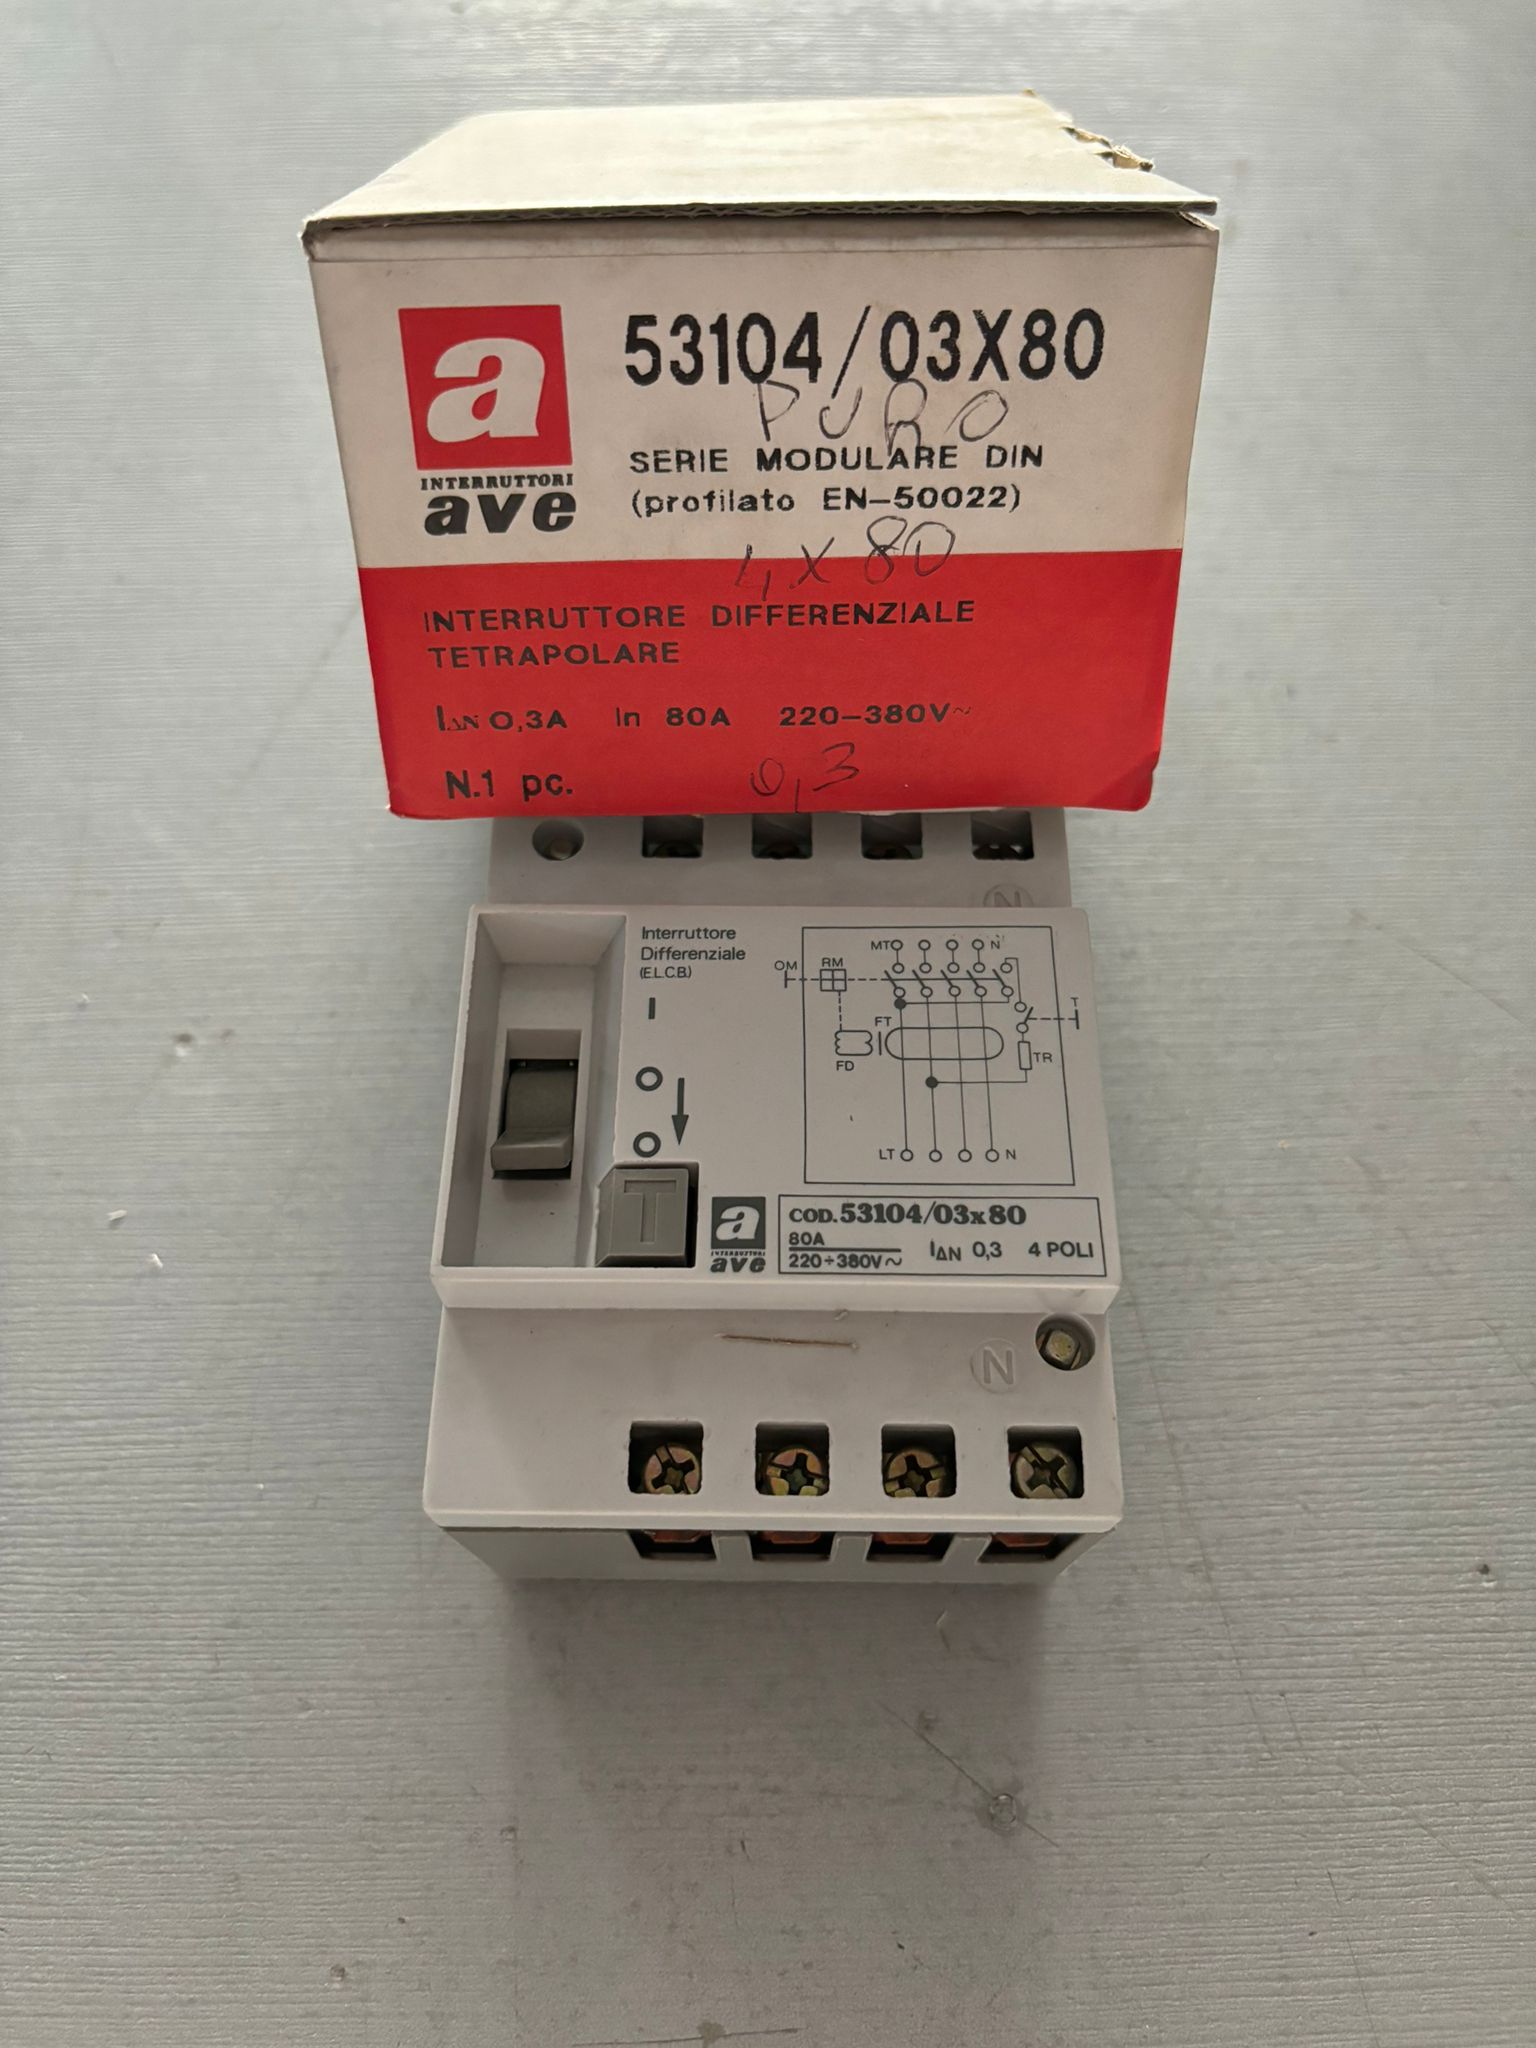 a
INTERRUTTORI
ave
53104/03X80
PURO
SERIE MODULARE DIN
(profilato EN-50022)
4 X 80
INTERRUTTORE DIFFERENZIALE
TETRAPOLARE
I∆N 0,3A In 80A 220-380V~
N.1 pc.
0,3
N
Interruttore
Differenziale
(E.L.C.B.)
I
O
O
T
MT N
OM RM
T
FT
TR
FD
LT N
a
INTERRUTTORI
ave
COD.53104/03x80
80A
220÷380V~
I∆N 0,3 4 POLI
N